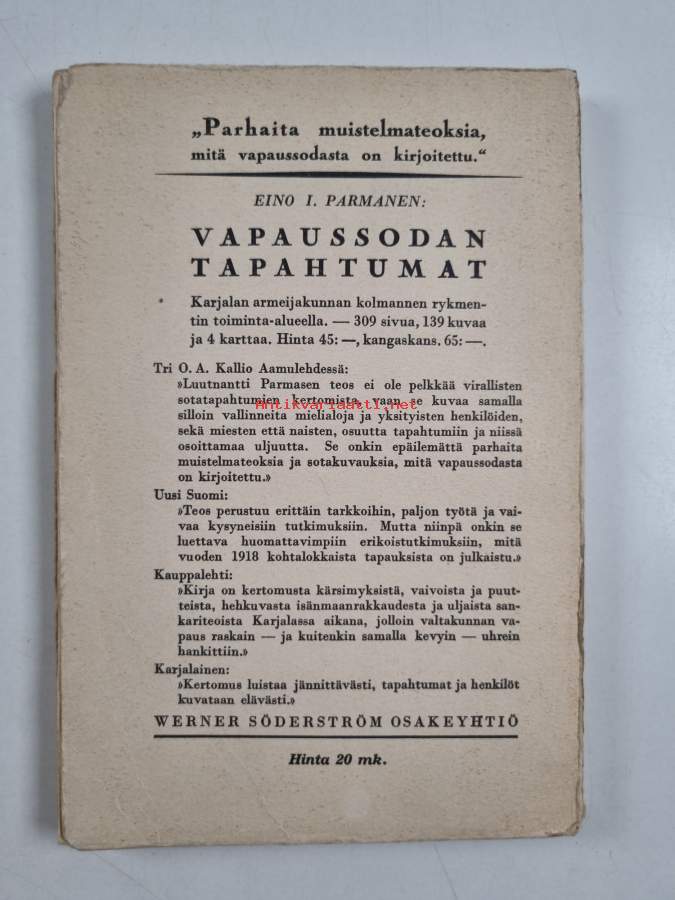 „Parhaita muistelmateoksia,
mitä vapaussodasta on kirjoitettu.“
EINO I. PARMANEN:
VAPAUSSODAN
TAPAHTUMAT
Karjalan armeijakunnan kolmannen rykmen-
tin toiminta-alueella. — 309 sivua, 139 kuvaa
ja 4 karttaa. Hinta 45: —, kangaskans. 65: —.
Tri O. A. Kallio Aamulehdessä:
»Luutnantti Parmasen teos ei ole pelkkää virallisten
sotatapahtumien kertomista, vaan se kuvaa samalla
Antikvariaatti.net
silloin vallinneita mielialoja ja yksityisten henkilöiden,
sekä miesten että naisten, osuutta tapahtumiin ja niissä
osoittamaa uljuutta. Se onkin epäilemättä parhaita
muistelmateoksia ja sotakuvauksia, mitä vapaussodasta
on kirjoitettu.»
Uusi Suomi:
»Teos perustuu erittäin tarkkoihin, paljon työtä ja vai-
vaa kysyneisiin tutkimuksiin. Mutta niinpä onkin se
luettava huomattavimpiin erikoistutkimuksiin, mitä
vuoden 1918 kohtalokkaista tapauksista on julkaistu.»
Kauppalehti:
»Kirja on kertomusta kärsimyksistä, vaivoista ja puut-
teista, hehkuvasta isänmaanrakkaudesta ja uljaista san-
kariteoista Karjalassa aikana, jolloin valtakunnan va-
paus raskain — ja kuitenkin samalla kevyin — uhrein
hankittiin.»
Karjalainen:
»Kertomus luistaa jännittävästi, tapahtumat ja henkilöt
kuvataan elävästi.»
WERNER SÖDERSTRÖM OSAKEYHTIÖ
Hinta 20 mk.